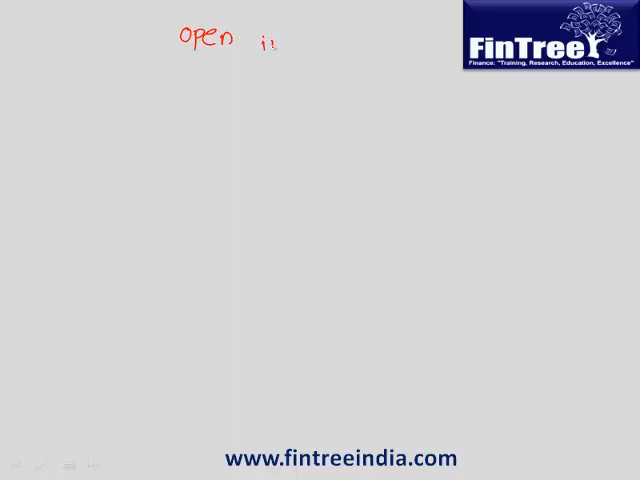 open
FinTree
Finance: "Training, Research, Education, Excellence"
www.fintreeindia.com